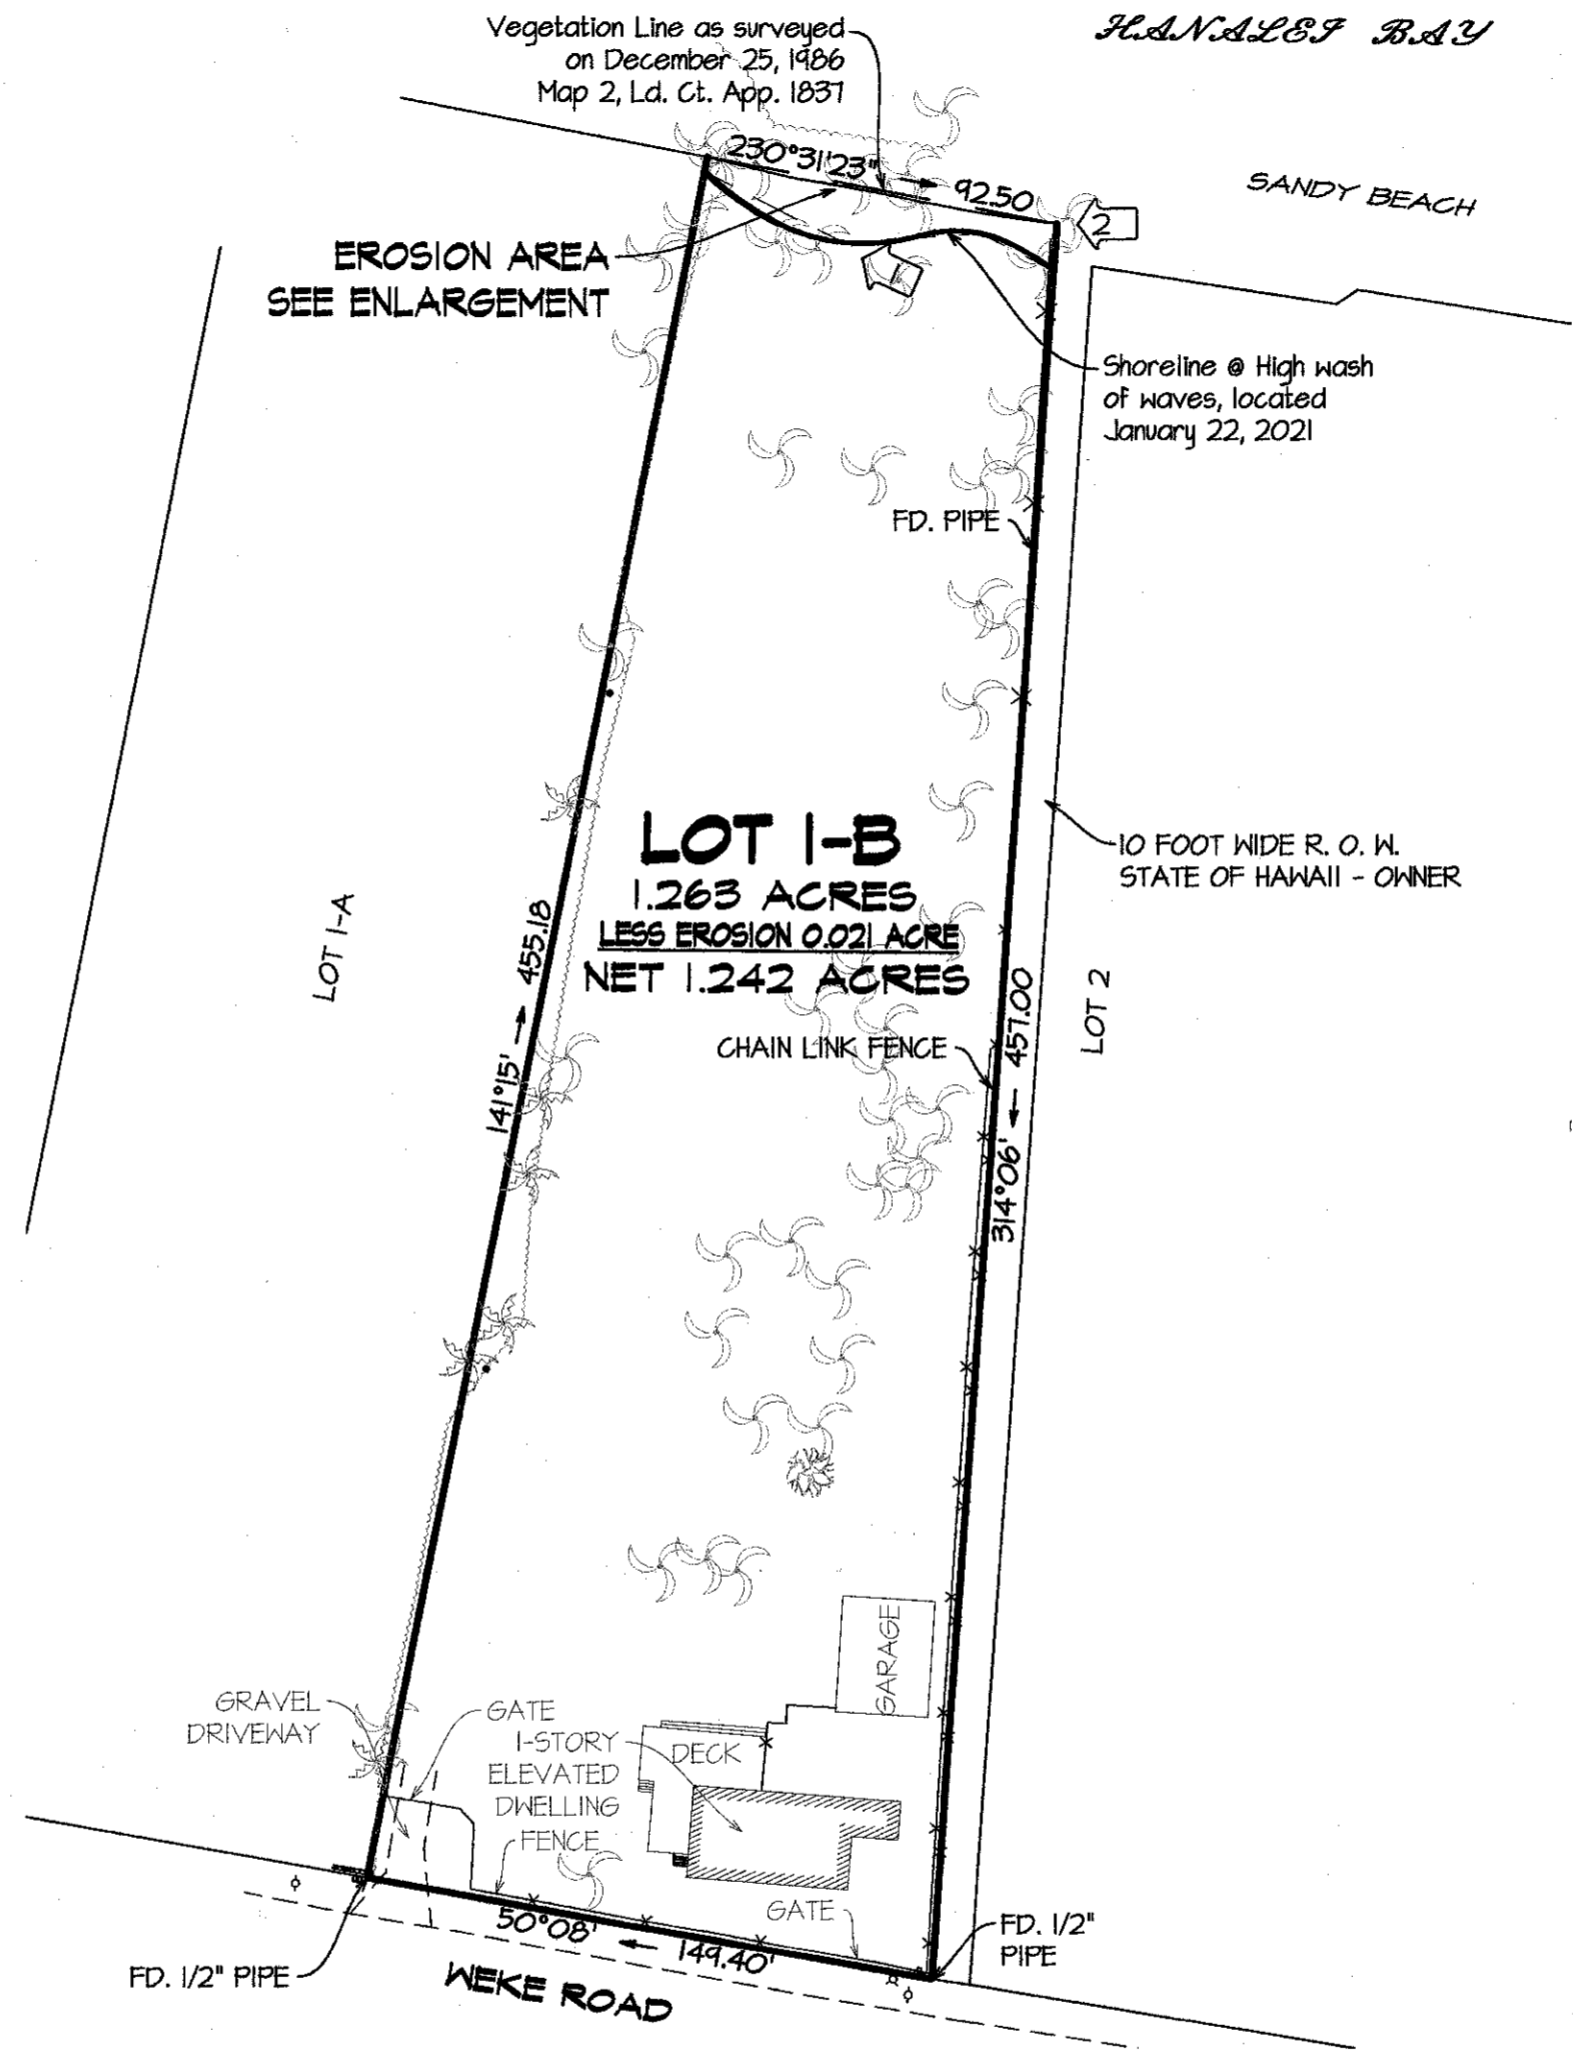 HANALEI BAY
Vegetation Line as surveyed
on December 25, 1986
Map 2, Ld. Ct. App. 1837
230°31'23" 92.50
SANDY BEACH
2
EROSION AREA
SEE ENLARGEMENT
1
Shoreline @ High wash
of waves, located
January 22, 2021
FD. PIPE
LOT 1-B
1.263 ACRES
LESS EROSION 0.021 ACRE
NET 1.242 ACRES
10 FOOT WIDE R. O. W.
STATE OF HAWAII - OWNER
LOT 1-A
141°15' 455.18
CHAIN LINK FENCE
314°06' 457.00
LOT 2
GARAGE
GRAVEL
DRIVEWAY
GATE
1-STORY
ELEVATED
DWELLING
DECK
FENCE
GATE
50°08' 149.40'
FD. 1/2" PIPE
FD. 1/2"
PIPE
WEKE ROAD